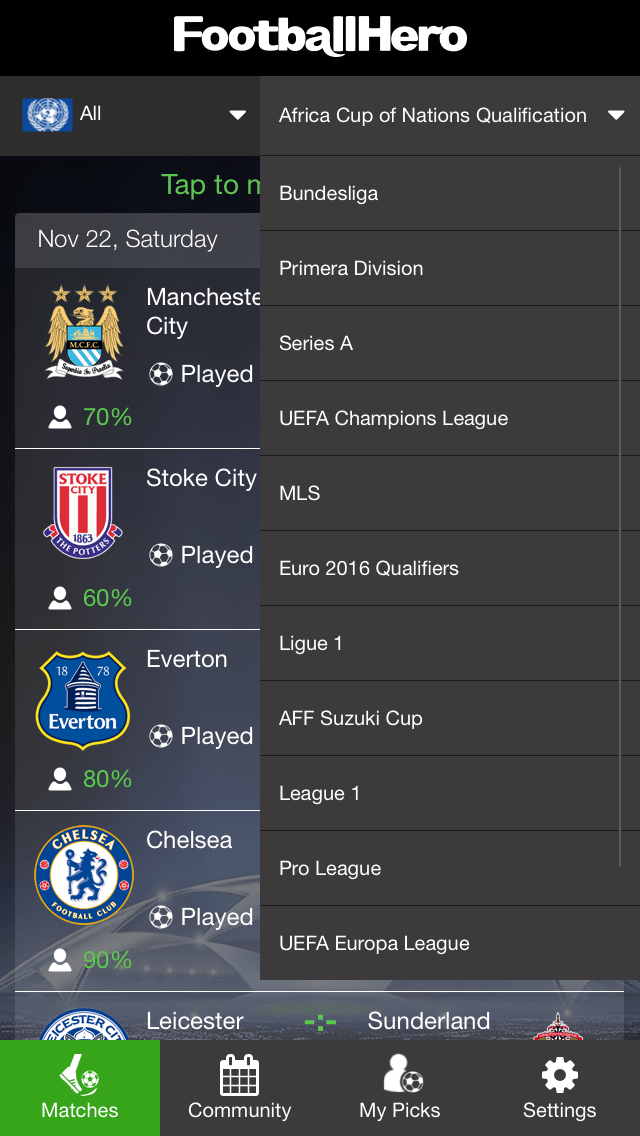 FootballHero
All
Africa Cup of Nations Qualification
Tap to
Nov 22, Saturday
Bundesliga
Primera Division
Series A
UEFA Champions League
MLS
Euro 2016 Qualifiers
Ligue 1
AFF Suzuki Cup
League 1
Pro League
UEFA Europa League
M.C.F.C.
Superbia In Proelia
Mancheste
City
Played
70%
STOKE
CITY
1863
THE POTTERS
Stoke City
Played
60%
18 78
Everton
Everton
Played
80%
CHELSEA
FOOTBALL CLUB
Chelsea
Played
90%
LEICESTER CITY
Leicester
Sunderland
Matches
Community
My Picks
Settings